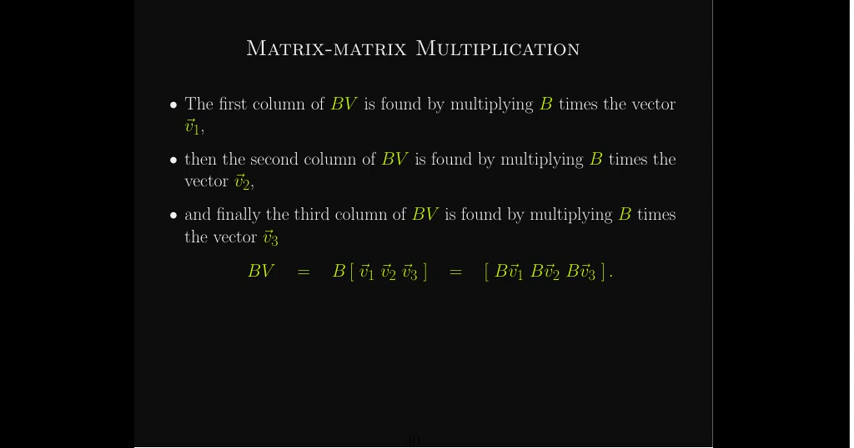 Matrix-matrix Multiplication
• The first column of BV is found by multiplying B times the vector
v⃗₁,
• then the second column of BV is found by multiplying B times the
vector v⃗₂,
• and finally the third column of BV is found by multiplying B times
the vector v⃗₃
BV = B [ v⃗₁ v⃗₂ v⃗₃ ] = [ Bv⃗₁ Bv⃗₂ Bv⃗₃ ] .